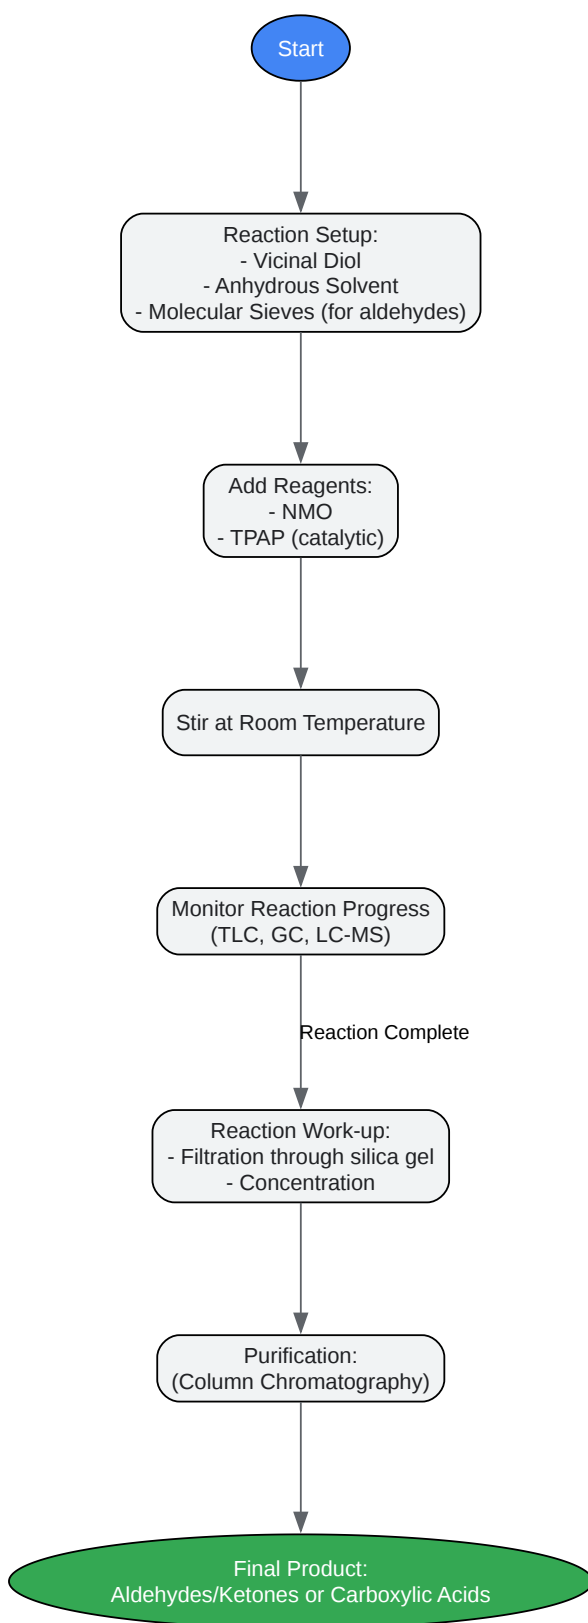 Start
Reaction Setup:
- Vicinal Diol
- Anhydrous Solvent
- Molecular Sieves (for aldehydes)
Add Reagents:
- NMO
- TPAP (catalytic)
Stir at Room Temperature
Monitor Reaction Progress
(TLC, GC, LC-MS)
Reaction Complete
Reaction Work-up:
- Filtration through silica gel
- Concentration
Purification:
(Column Chromatography)
Final Product:
Aldehydes/Ketones or Carboxylic Acids